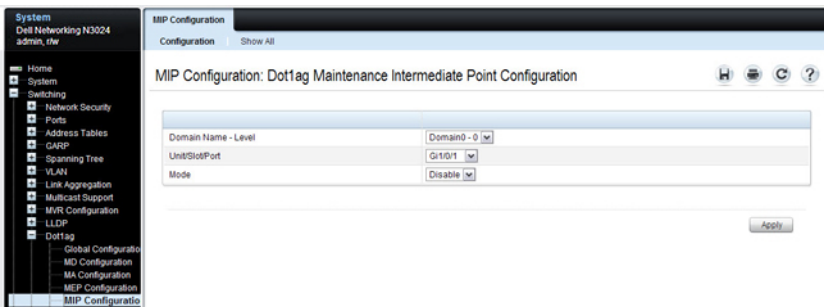 System
Dell Networking N3024
admin, r/w
Home
System
Switching
Network Security
Ports
Address Tables
GARP
Spanning Tree
VLAN
Link Aggregation
Multicast Support
MVR Configuration
LLDP
Dot1ag
Global Configuratio
MD Configuration
MA Configuration
MEP Configuration
MIP Configuratio
MIP Configuration
Configuration Show All
MIP Configuration: Dot1ag Maintenance Intermediate Point Configuration
Domain Name - Level Domain0 - 0
Unit/Slot/Port Gi1/0/1
Mode Disable
Apply